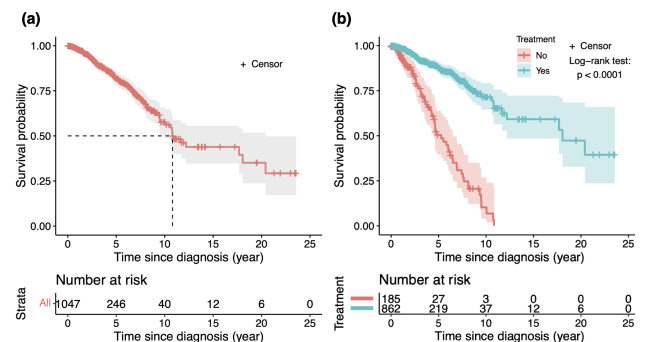 (a)
1.00
0.75
0.50
0.25
0.00
Survival probability
+ Censor
0 5 10 15 20 25
Time since diagnosis (year)
Number at risk
Strata
All 1047 246 40 12 6 0
0 5 10 15 20 25
Time since diagnosis (year)
(b)
Treatment
No
Yes
+ Censor
Log-rank test:
p < 0.0001
1.00
0.75
0.50
0.25
0.00
Survival probability
0 5 10 15 20 25
Time since diagnosis (year)
Number at risk
Treatment
185 27 3 0 0 0
862 219 37 12 6 0
0 5 10 15 20 25
Time since diagnosis (year)